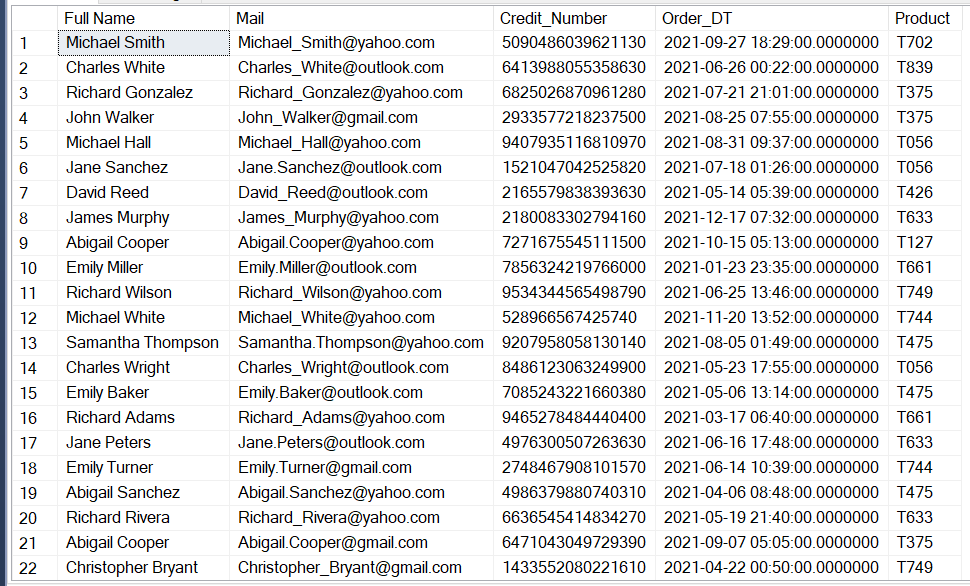 Full Name Mail Credit_Number Order_DT Product
1 Michael Smith Michael_Smith@yahoo.com 5090486039621130 2021-09-27 18:29:00.0000000 T702
2 Charles White Charles_White@outlook.com 6413988055358630 2021-06-26 00:22:00.0000000 T839
3 Richard Gonzalez Richard_Gonzalez@yahoo.com 6825026870961280 2021-07-21 21:01:00.0000000 T375
4 John Walker John_Walker@gmail.com 2933577218237500 2021-08-25 07:55:00.0000000 T375
5 Michael Hall Michael_Hall@yahoo.com 9407935116810970 2021-08-31 09:37:00.0000000 T056
6 Jane Sanchez Jane.Sanchez@outlook.com 1521047042525820 2021-07-18 01:26:00.0000000 T056
7 David Reed David_Reed@outlook.com 2165579838393630 2021-05-14 05:39:00.0000000 T426
8 James Murphy James_Murphy@yahoo.com 2180083302794160 2021-12-17 07:32:00.0000000 T633
9 Abigail Cooper Abigail.Cooper@yahoo.com 7271675545111500 2021-10-15 05:13:00.0000000 T127
10 Emily Miller Emily.Miller@outlook.com 7856324219766000 2021-01-23 23:35:00.0000000 T661
11 Richard Wilson Richard_Wilson@yahoo.com 9534344565498790 2021-06-25 13:46:00.0000000 T749
12 Michael White Michael_White@yahoo.com 528966567425740 2021-11-20 13:52:00.0000000 T744
13 Samantha Thompson Samantha.Thompson@yahoo.com 9207958058130140 2021-08-05 01:49:00.0000000 T475
14 Charles Wright Charles_Wright@outlook.com 8486123063249900 2021-05-23 17:55:00.0000000 T056
15 Emily Baker Emily.Baker@outlook.com 7085243221660380 2021-05-06 13:14:00.0000000 T475
16 Richard Adams Richard_Adams@yahoo.com 9465278484440400 2021-03-17 06:40:00.0000000 T661
17 Jane Peters Jane.Peters@outlook.com 4976300507263630 2021-06-16 17:48:00.0000000 T633
18 Emily Turner Emily.Turner@gmail.com 2748467908101570 2021-06-14 10:39:00.0000000 T744
19 Abigail Sanchez Abigail.Sanchez@yahoo.com 4986379880740310 2021-04-06 08:48:00.0000000 T475
20 Richard Rivera Richard_Rivera@yahoo.com 6636545414834270 2021-05-19 21:40:00.0000000 T633
21 Abigail Cooper Abigail.Cooper@gmail.com 6471043049729390 2021-09-07 05:05:00.0000000 T375
22 Christopher Bryant Christopher_Bryant@gmail.com 1433552080221610 2021-04-22 00:50:00.0000000 T749